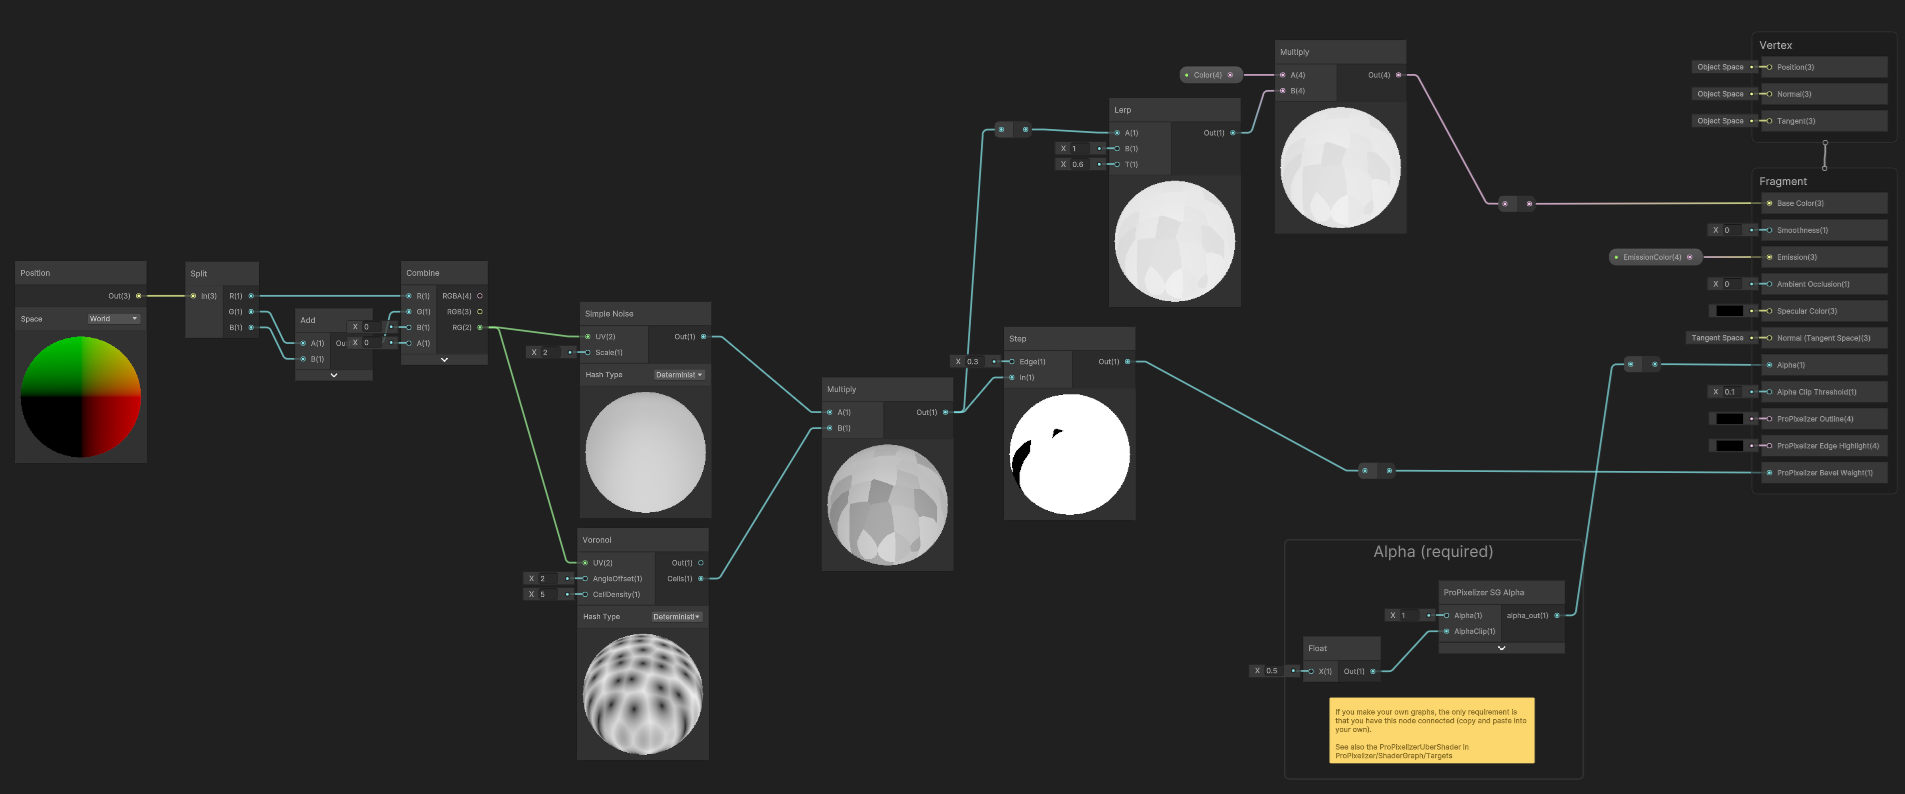 Position
Out(3)
Space
World
Split
In(3)
R(1)
G(1)
B(1)
Add
A(1)
B(1)
X 0
X 0
Combine
R(1)
RGBA(4)
G(1)
RGB(3)
B(1)
RG(2)
A(1)
Simple Noise
UV(2)
Out(1)
X 2
Scale(1)
Hash Type
Determinist
Voronoi
UV(2)
Out(1)
X 2
AngleOffset(1)
Cells(1)
X 5
CellDensity(1)
Hash Type
Deterministi
Multiply
A(1)
Out(1)
B(1)
Step
X 0.3
Edge(1)
Out(1)
In(1)
Lerp
A(1)
Out(1)
X 1
B(1)
X 0.6
T(1)
Color(4)
Multiply
A(4)
Out(4)
B(4)
Vertex
Object Space
Position(3)
Object Space
Normal(3)
Object Space
Tangent(3)
Fragment
Base Color(3)
X 0
Smoothness(1)
EmissionColor(4)
Emission(3)
X 0
Ambient Occlusion(1)
Specular Color(3)
Tangent Space
Normal (Tangent Space)(3)
Alpha(1)
X 0.1
Alpha Clip Threshold(1)
ProPixelizer Outline(4)
ProPixelizer Edge Highlight(4)
ProPixelizer Bevel Weight(1)
Alpha (required)
ProPixelizer SG Alpha
X 1
Alpha(1)
alpha_out(1)
AlphaClip(1)
Float
X 0.5
X(1)
Out(1)
If you make your own graphs, the only requirement is
that you have this node connected (copy and paste into
your own).
See also the ProPixelizerUberShader in
ProPixelizer/ShaderGraph/Targets